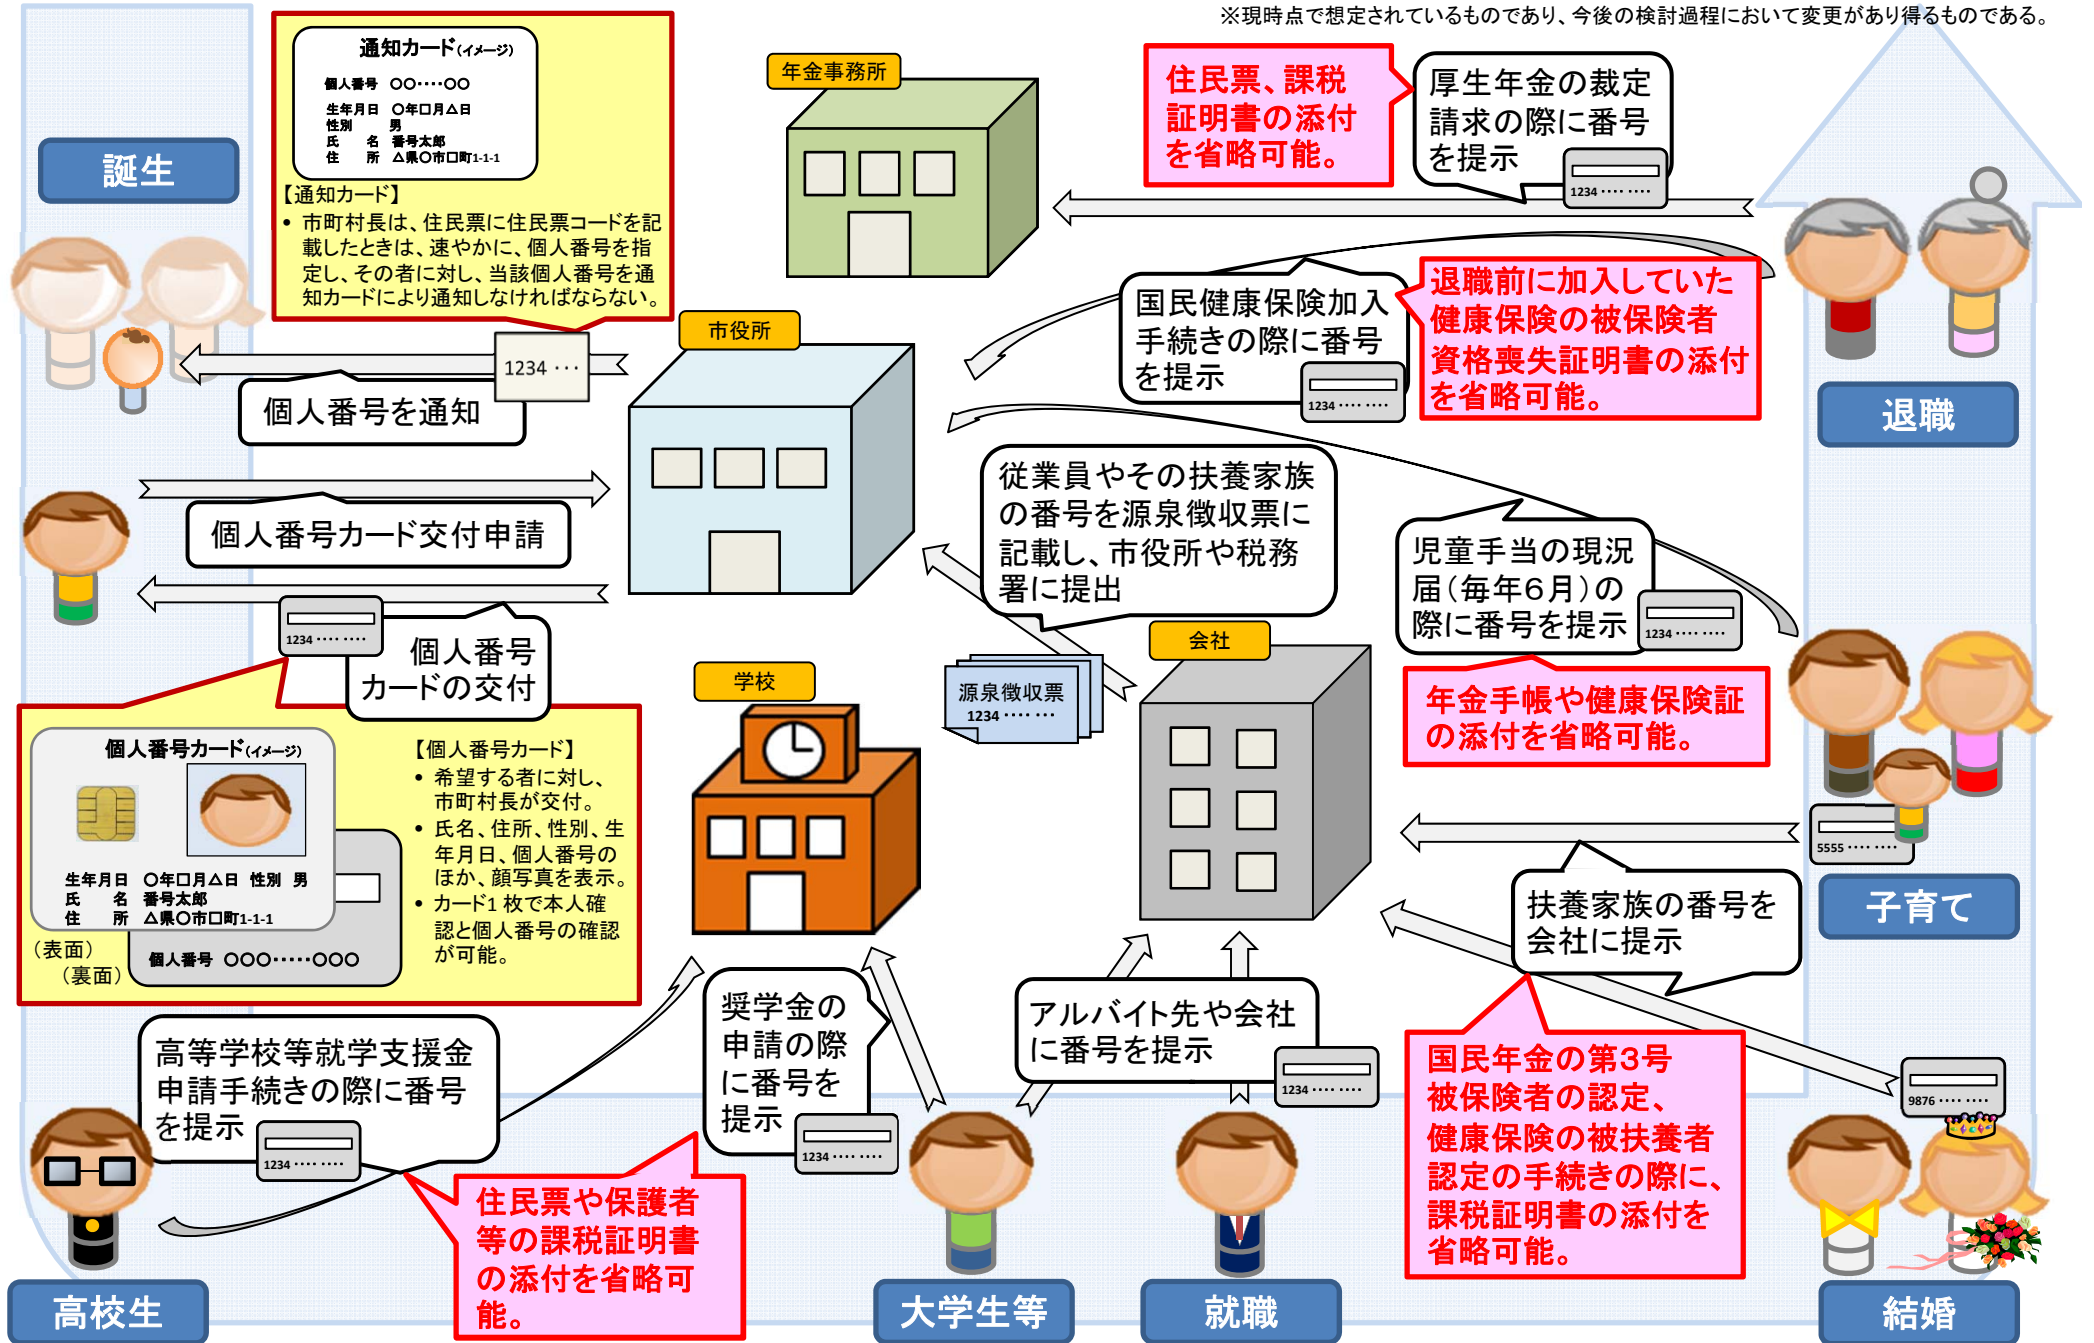 ※現時点で想定されているものであり、今後の検討過程において変更があり得るものである。
誕生
通知カード(イメージ)
個人番号 〇〇‥‥〇〇
生年月日 〇年□月△日
性別 男
氏 名 番号太郎
住 所 △県〇市□町1-1-1
【通知カード】
• 市町村長は、住民票に住民票コードを記
載したときは、速やかに、個人番号を指
定し、その者に対し、当該個人番号を通
知カードにより通知しなければならない。
1234 ‥‥
個人番号を通知
個人番号カード交付申請
1234 ‥‥ ‥‥
個人番号
カードの交付
個人番号カード(イメージ)
生年月日 〇年□月△日 性別 男
氏 名 番号太郎
住 所 △県〇市□町1-1-1
(表面)
(裏面)
個人番号 〇〇〇‥‥‥〇〇〇
【個人番号カード】
• 希望する者に対し、
市町村長が交付。
• 氏名、住所、性別、生
年月日、個人番号の
ほか、顔写真を表示。
• カード1 枚で本人確
認と個人番号の確認
が可能。
年金事務所
市役所
学校
会社
住民票、課税
証明書の添付
を省略可能。
厚生年金の裁定
請求の際に番号
を提示
1234 ‥‥ ‥‥
国民健康保険加入
手続きの際に番号
を提示
1234 ‥‥ ‥‥
退職前に加入していた
健康保険の被保険者
資格喪失証明書の添付
を省略可能。
退職
従業員やその扶養家族
の番号を源泉徴収票に
記載し、市役所や税務
署に提出
源泉徴収票
1234 ‥‥ ‥‥
児童手当の現況
届(毎年6月)の
際に番号を提示
1234 ‥‥ ‥‥
年金手帳や健康保険証
の添付を省略可能。
5555 ‥‥ ‥‥
子育て
扶養家族の番号を
会社に提示
国民年金の第3号
被保険者の認定、
健康保険の被扶養者
認定の手続きの際に、
課税証明書の添付を
省略可能。
9876 ‥‥ ‥‥
結婚
高等学校等就学支援金
申請手続きの際に番号
を提示
1234 ‥‥ ‥‥
住民票や保護者
等の課税証明書
の添付を省略可
能。
高校生
奨学金の
申請の際
に番号を
提示
1234 ‥‥ ‥‥
大学生等
アルバイト先や会社
に番号を提示
1234 ‥‥ ‥‥
就職